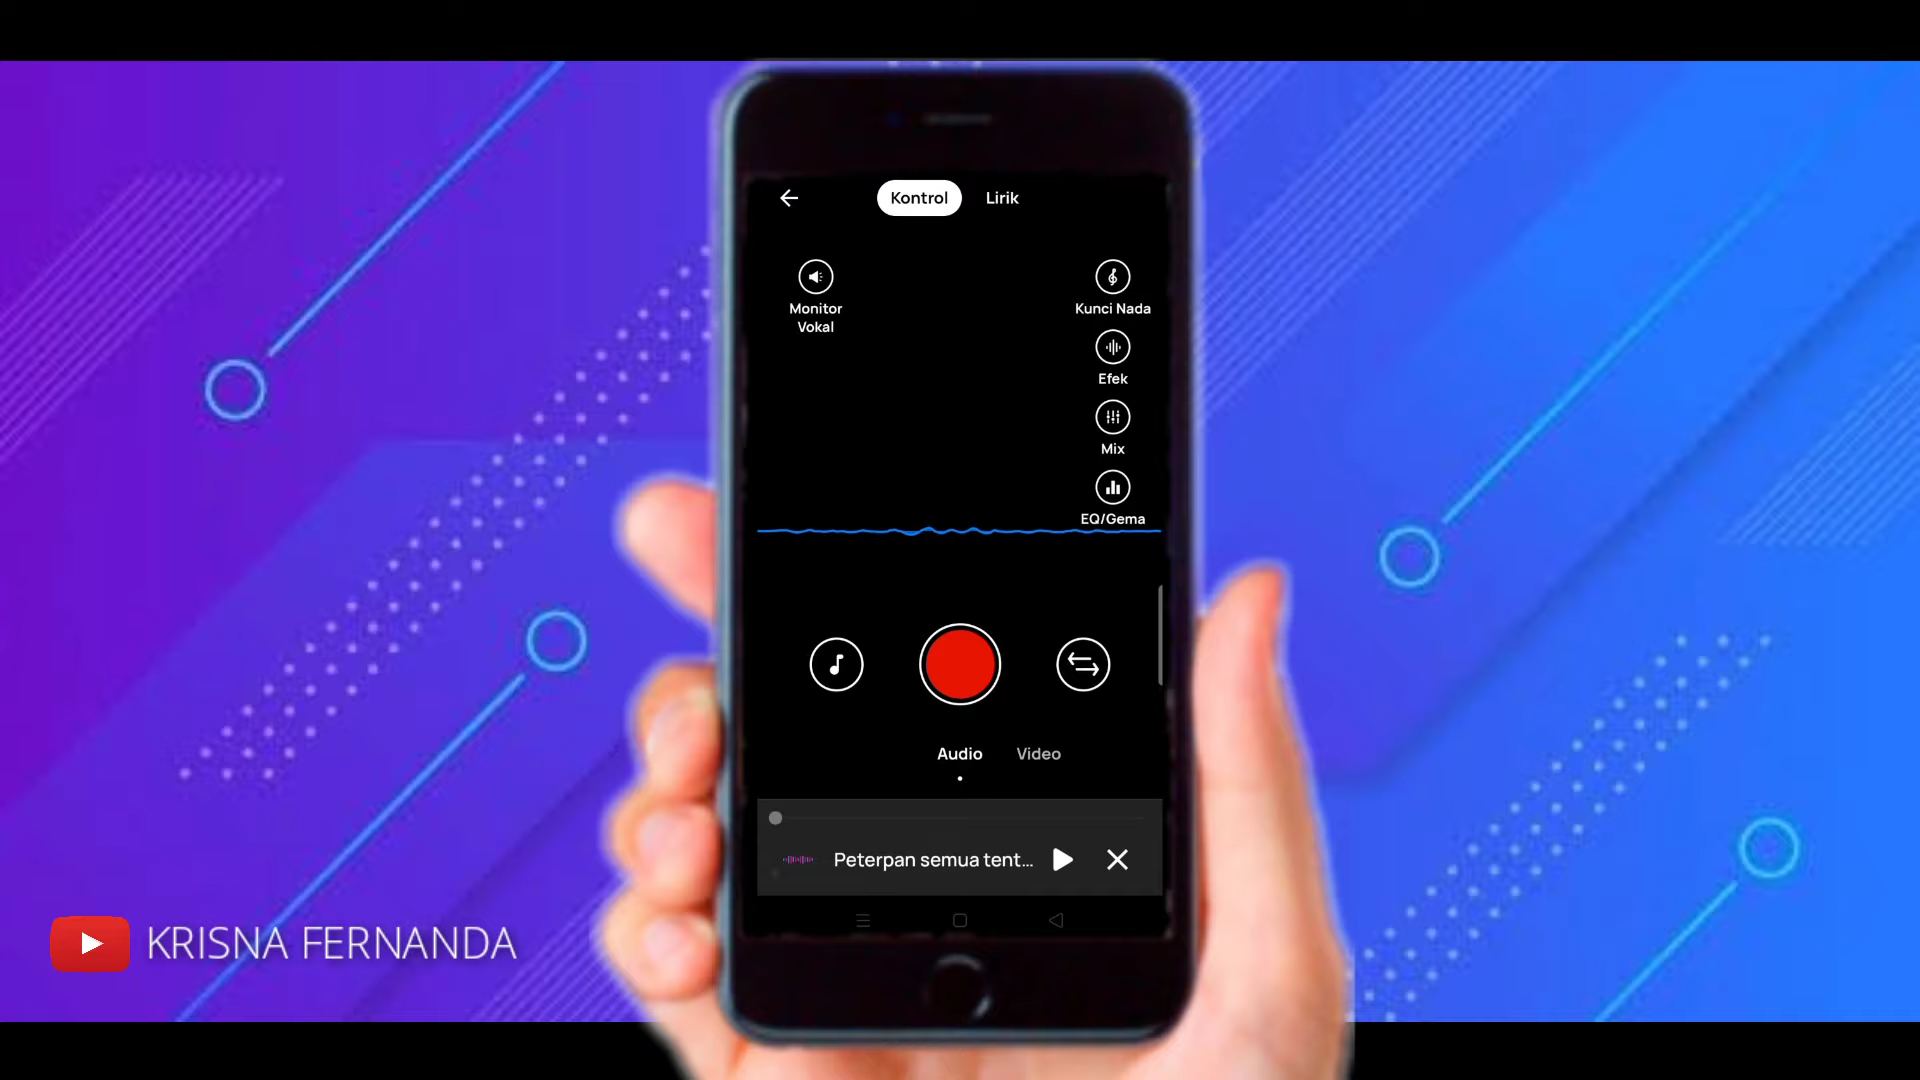 Kontrol Lirik
Monitor
Vokal
Kunci Nada
Efek
Mix
EQ/Gema
Audio Video
Peterpan semua tent...
KRISNA FERNANDA